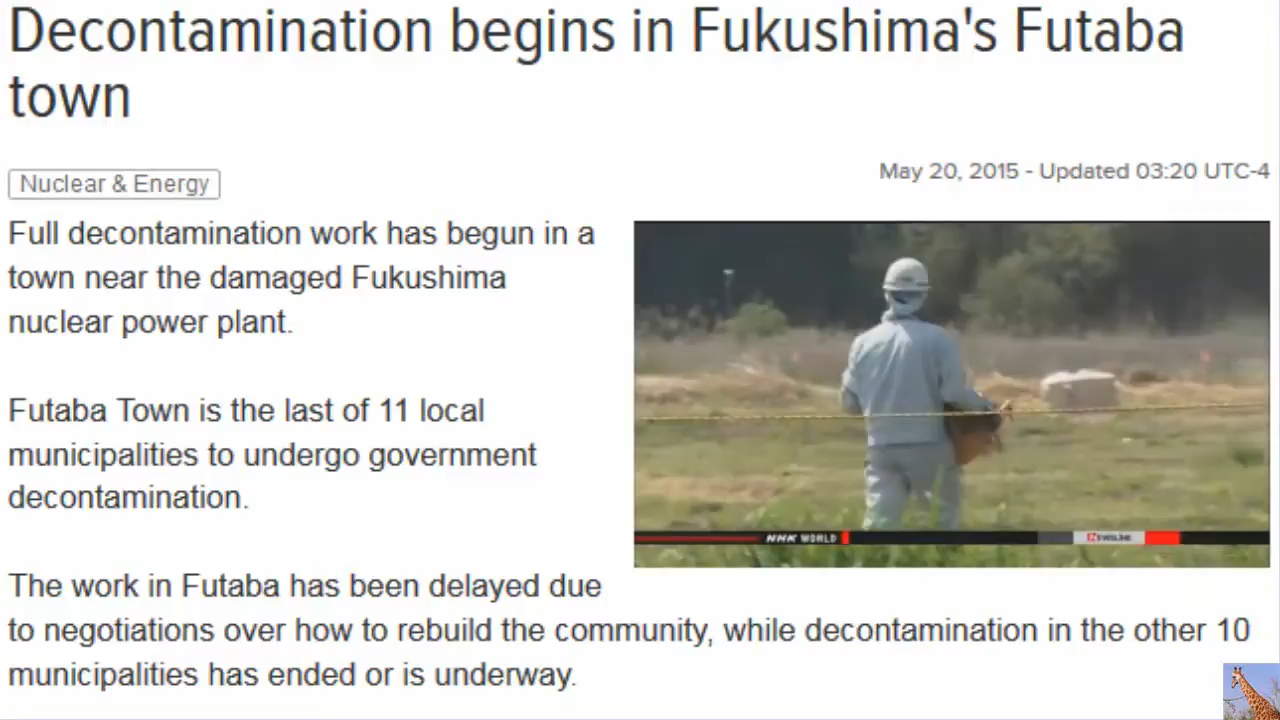 Decontamination begins in Fukushima's Futaba
town
Nuclear & Energy
May 20, 2015 - Updated 03:20 UTC-4
Full decontamination work has begun in a
town near the damaged Fukushima
nuclear power plant.
Futaba Town is the last of 11 local
municipalities to undergo government
decontamination.
NHK WORLD
NEWSLINE
The work in Futaba has been delayed due
to negotiations over how to rebuild the community, while decontamination in the other 10
municipalities has ended or is underway.